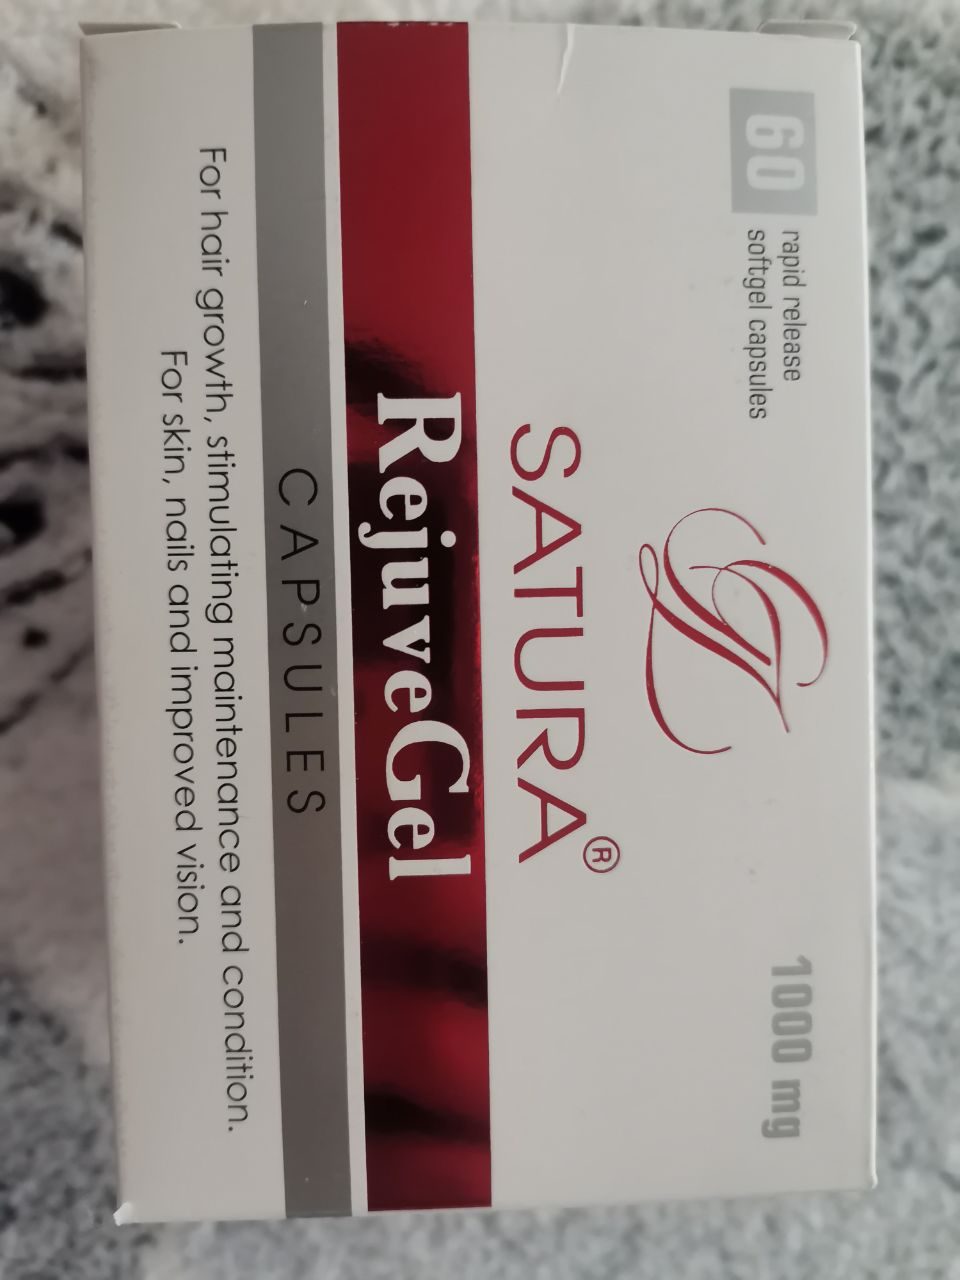 60
rapid release
softgel capsules
1000 mg
SATURA®
RejuveGel
CAPSULES
For hair growth, stimulating maintenance and condition.
For skin, nails and improved vision.